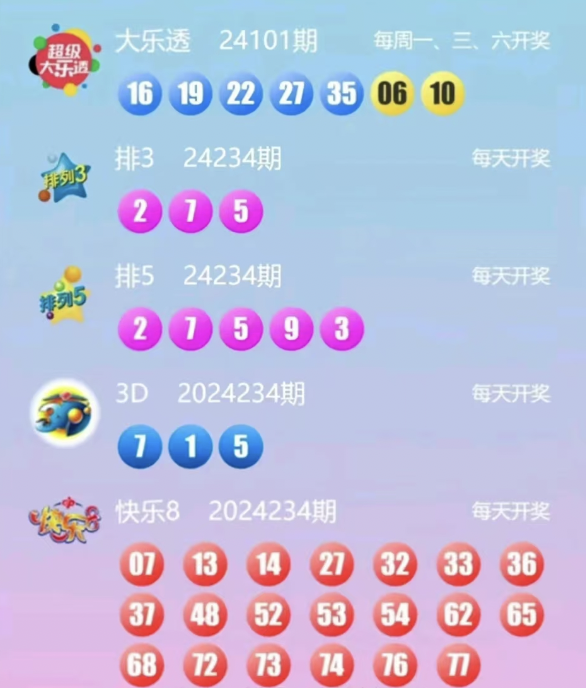 超级
大乐透
大乐透 24101期 每周一、三、六开奖
16 19 22 27 35 06 10
排列3
排3 24234期 每天开奖
2 7 5
排列5
排5 24234期 每天开奖
2 7 5 9 3
3D 2024234期 每天开奖
7 1 5
快乐8
快乐8 2024234期 每天开奖
07 13 14 27 32 33 36
37 48 52 53 54 62 65
68 72 73 74 76 77